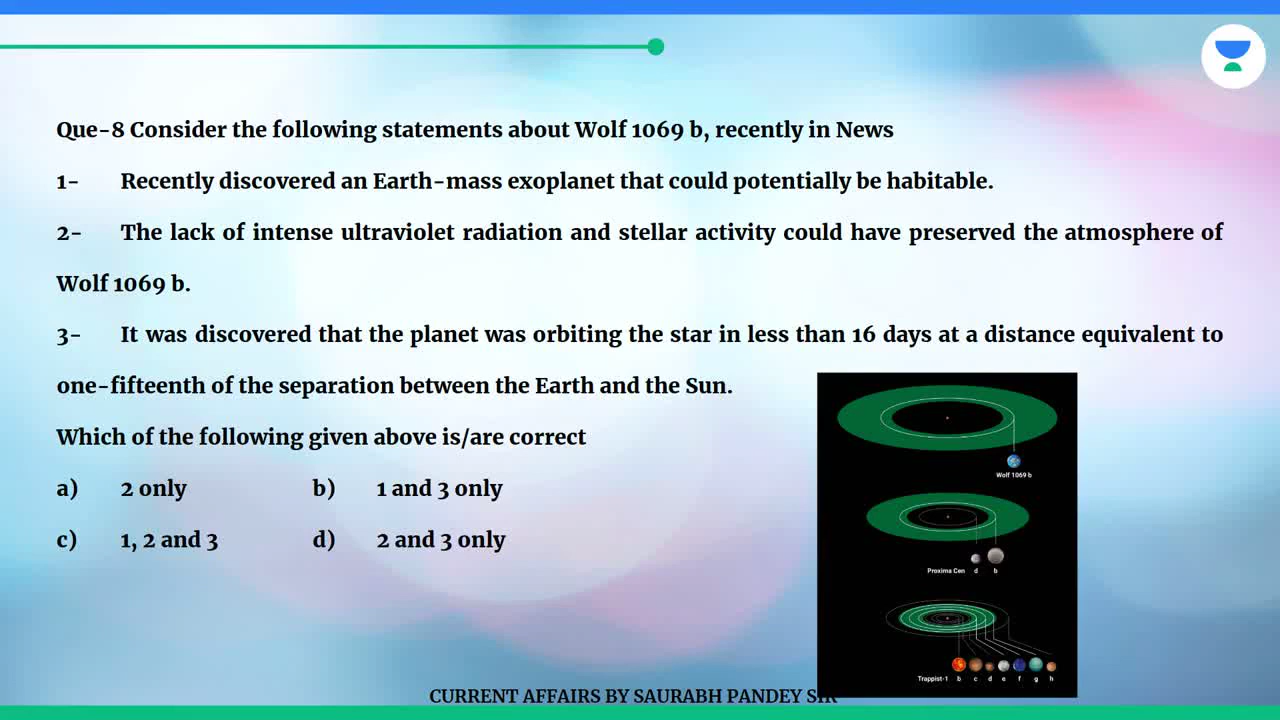 Que-8 Consider the following statements about Wolf 1069 b, recently in News
1- Recently discovered an Earth-mass exoplanet that could potentially be habitable.
2- The lack of intense ultraviolet radiation and stellar activity could have preserved the atmosphere of
Wolf 1069 b.
3- It was discovered that the planet was orbiting the star in less than 16 days at a distance equivalent to
one-fifteenth of the separation between the Earth and the Sun.
Which of the following given above is/are correct
a) 2 only b) 1 and 3 only
c) 1, 2 and 3 d) 2 and 3 only
Wolf 1069 b
Proxima Cen d b
Trappist-1 b c d e f g h
CURRENT AFFAIRS BY SAURABH PANDEY SIR